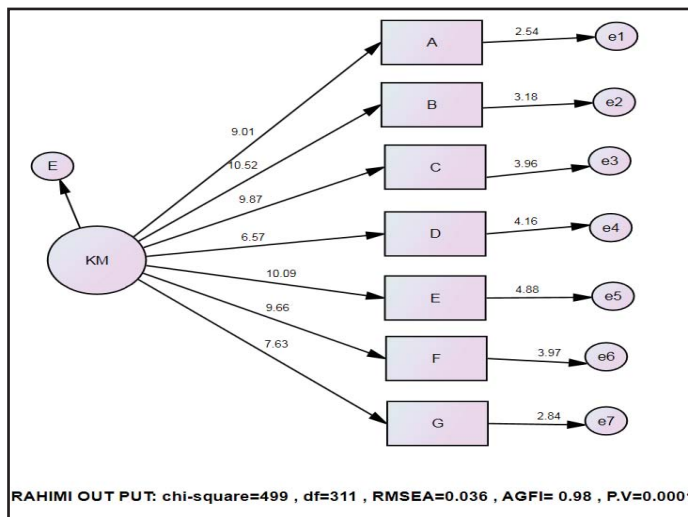 A
2.54
e1
B
3.18
e2
9.01
10.52
E
C
3.96
e3
9.87
D
4.16
e4
6.57
KM
10.09
E
4.88
e5
9.66
F
3.97
e6
7.63
G
2.84
e7
RAHIMI OUT PUT: chi-square=499 , df=311 , RMSEA=0.036 , AGFI= 0.98 , P.V=0.0001